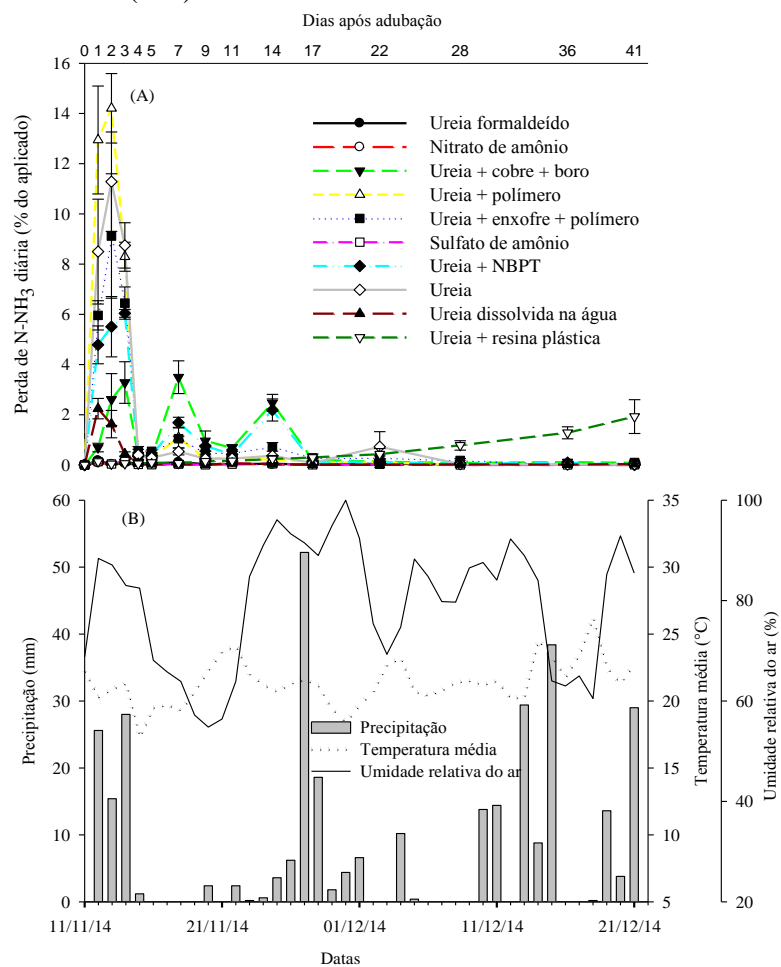 Dias após adubação
0 1 2 3 4 5 7 9 11 14 17 22 28 36 41
16
14
12
10
8
6
4
2
0
Perda de N-NH3 diária (% do aplicado)
(A)
Ureia formaldeído
Nitrato de amônio
Ureia + cobre + boro
Ureia + polímero
Ureia + enxofre + polímero
Sulfato de amônio
Ureia + NBPT
Ureia
Ureia dissolvida na água
Ureia + resina plástica
60
50
40
30
20
10
0
Precipitação (mm)
(B)
Precipitação
Temperatura média
Umidade relativa do ar
35
30
25
20
15
10
5
Temperatura média (°C)
100
80
60
40
20
Umidade relativa do ar (%)
11/11/14 21/11/14 01/12/14 11/12/14 21/12/14
Datas